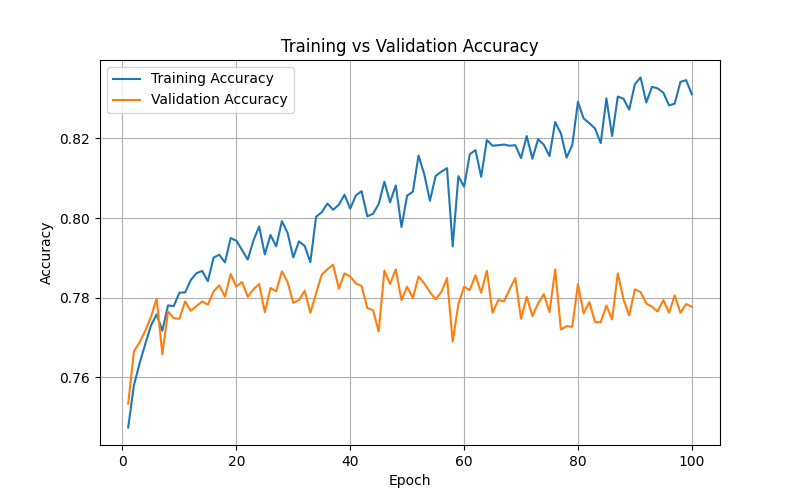 Training vs Validation Accuracy
Training Accuracy
Validation Accuracy
Accuracy
0.82
0.80
0.78
0.76
0 20 40 60 80 100
Epoch